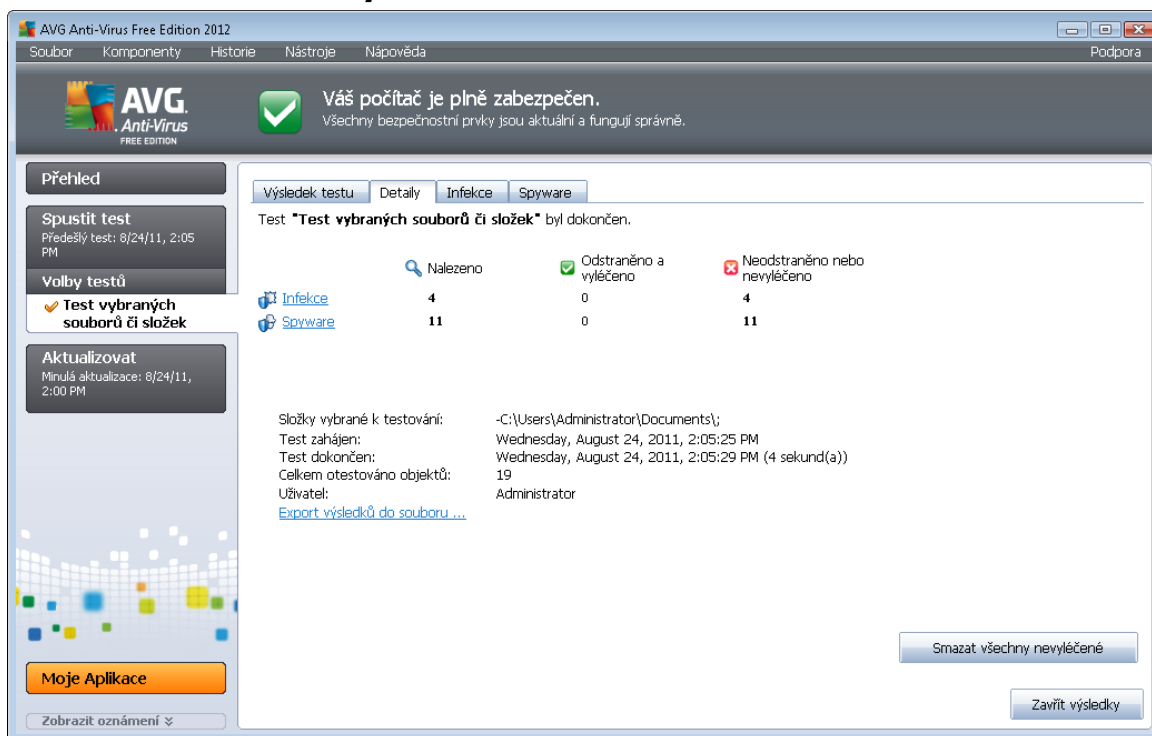 AVG Anti-Virus Free Edition 2012
Soubor Komponenty Historie Nástroje Nápověda Podpora
AVG.
Anti-Virus
FREE EDITION
Váš počítač je plně zabezpečen.
Všechny bezpečnostní prvky jsou aktuální a fungují správně.
Přehled
Spustit test
Předešlý test: 8/24/11, 2:05
PM
Volby testů
Test vybraných
souborů či složek
Aktualizovat
Minulá aktualizace: 8/24/11,
2:00 PM
Moje Aplikace
Zobrazit oznámení
Výsledek testu Detaily Infekce Spyware
Test "Test vybraných souborů či složek" byl dokončen.
Nalezeno Odstraněno a vyléčeno Neodstraněno nebo nevyléčeno
Infekce 4 0 4
Spyware 11 0 11
Složky vybrané k testování: -C:\Users\Administrator\Documents\;
Test zahájen: Wednesday, August 24, 2011, 2:05:25 PM
Test dokončen: Wednesday, August 24, 2011, 2:05:29 PM (4 sekund(a))
Celkem otestováno objektů: 19
Uživatel: Administrator
Export výsledků do souboru ...
Smazat všechny nevyléčené
Zavřít výsledky